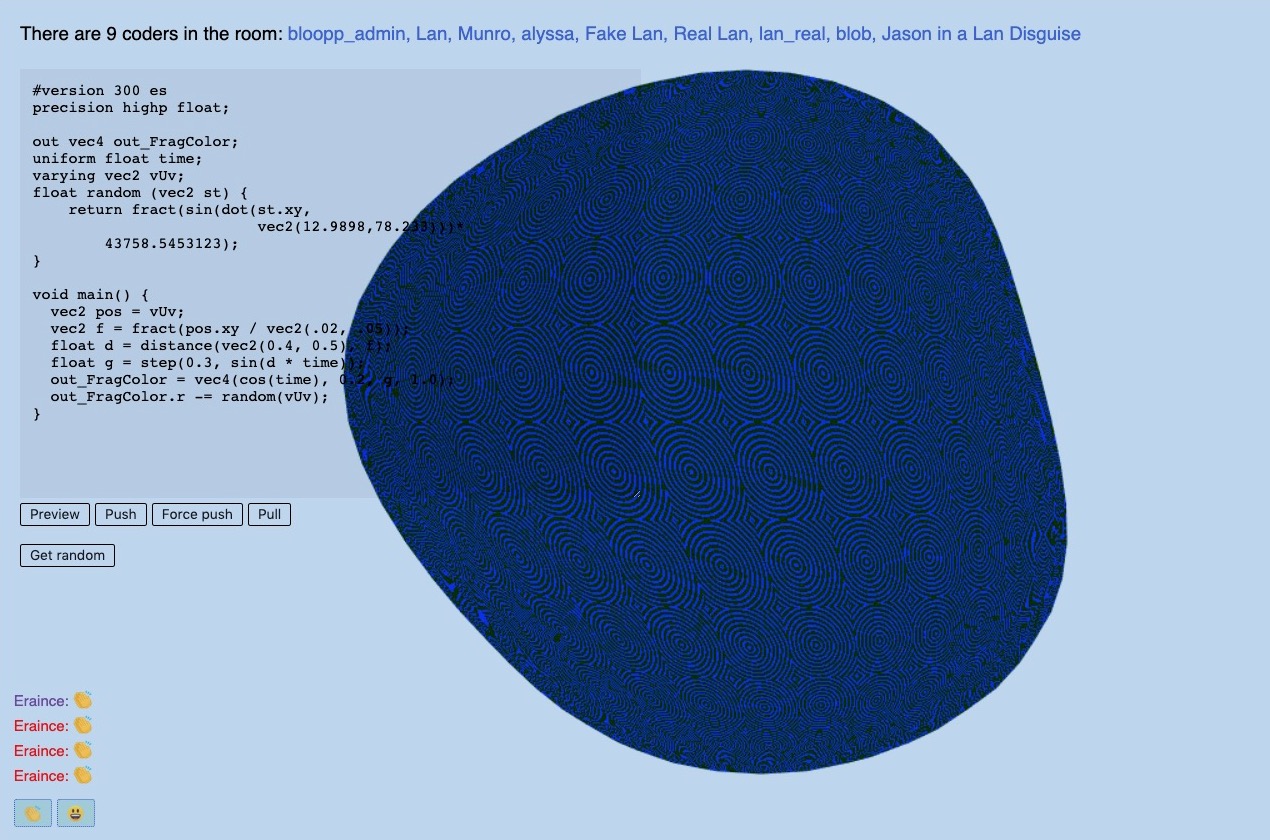 There are 9 coders in the room: bloopp_admin, Lan, Munro, alyssa, Fake Lan, Real Lan, lan_real, blob, Jason in a Lan Disguise
#version 300 es
precision highp float;
out vec4 out_FragColor;
uniform float time;
varying vec2 vUv;
float random (vec2 st) {
return fract(sin(dot(st.xy,
vec2(12.9898,78.233)))*
43758.5453123);
}
void main() {
vec2 pos = vUv;
vec2 f = fract(pos.xy / vec2(.02, .05));
float d = distance(vec2(0.4, 0.5), f);
float g = step(0.3, sin(d * time));
out_FragColor = vec4(cos(time), 0.2, g, 1.0);
out_FragColor.r -= random(vUv);
}
Preview Push Force push Pull
Get random
Eraince: 👏
Eraince: 👏
Eraince: 👏
Eraince: 👏